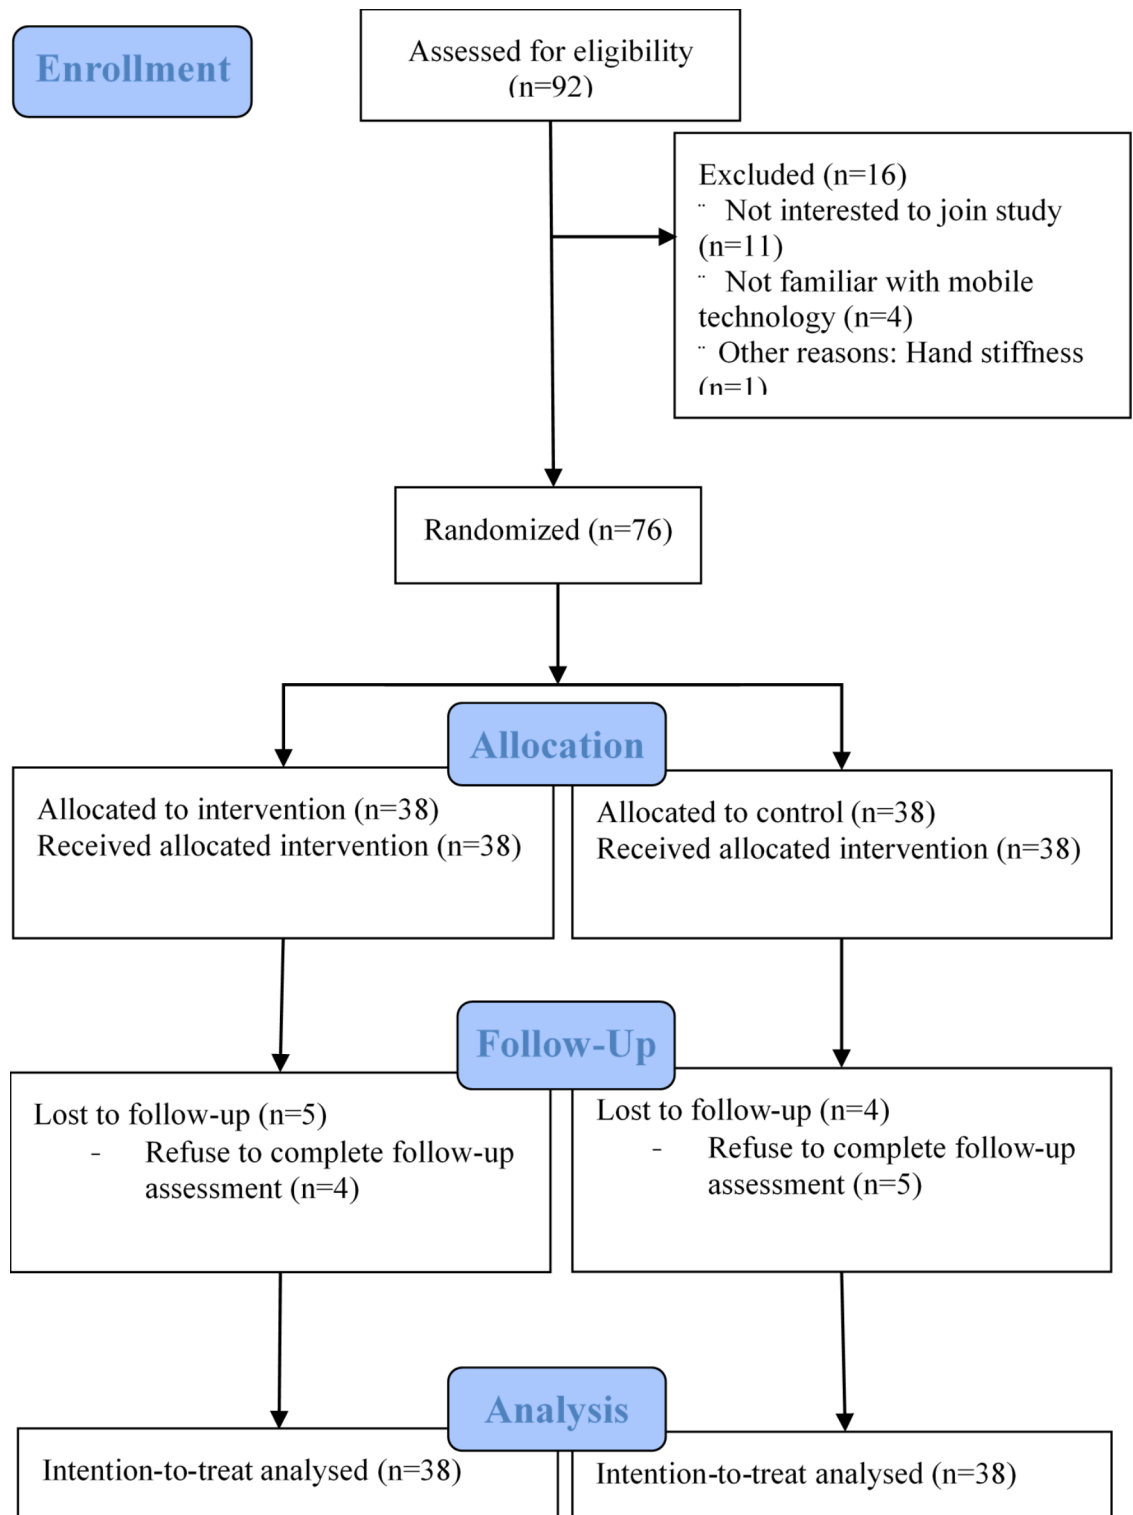 Enrollment
Assessed for eligibility
(n=92)
Excluded (n=16)
¨ Not interested to join study
(n=11)
¨ Not familiar with mobile
technology (n=4)
¨ Other reasons: Hand stiffness
(n=1)
Randomized (n=76)
Allocation
Allocated to intervention (n=38)
Received allocated intervention (n=38)
Allocated to control (n=38)
Received allocated intervention (n=38)
Follow-Up
Lost to follow-up (n=5)
- Refuse to complete follow-up
assessment (n=4)
Lost to follow-up (n=4)
- Refuse to complete follow-up
assessment (n=5)
Analysis
Intention-to-treat analysed (n=38)
Intention-to-treat analysed (n=38)